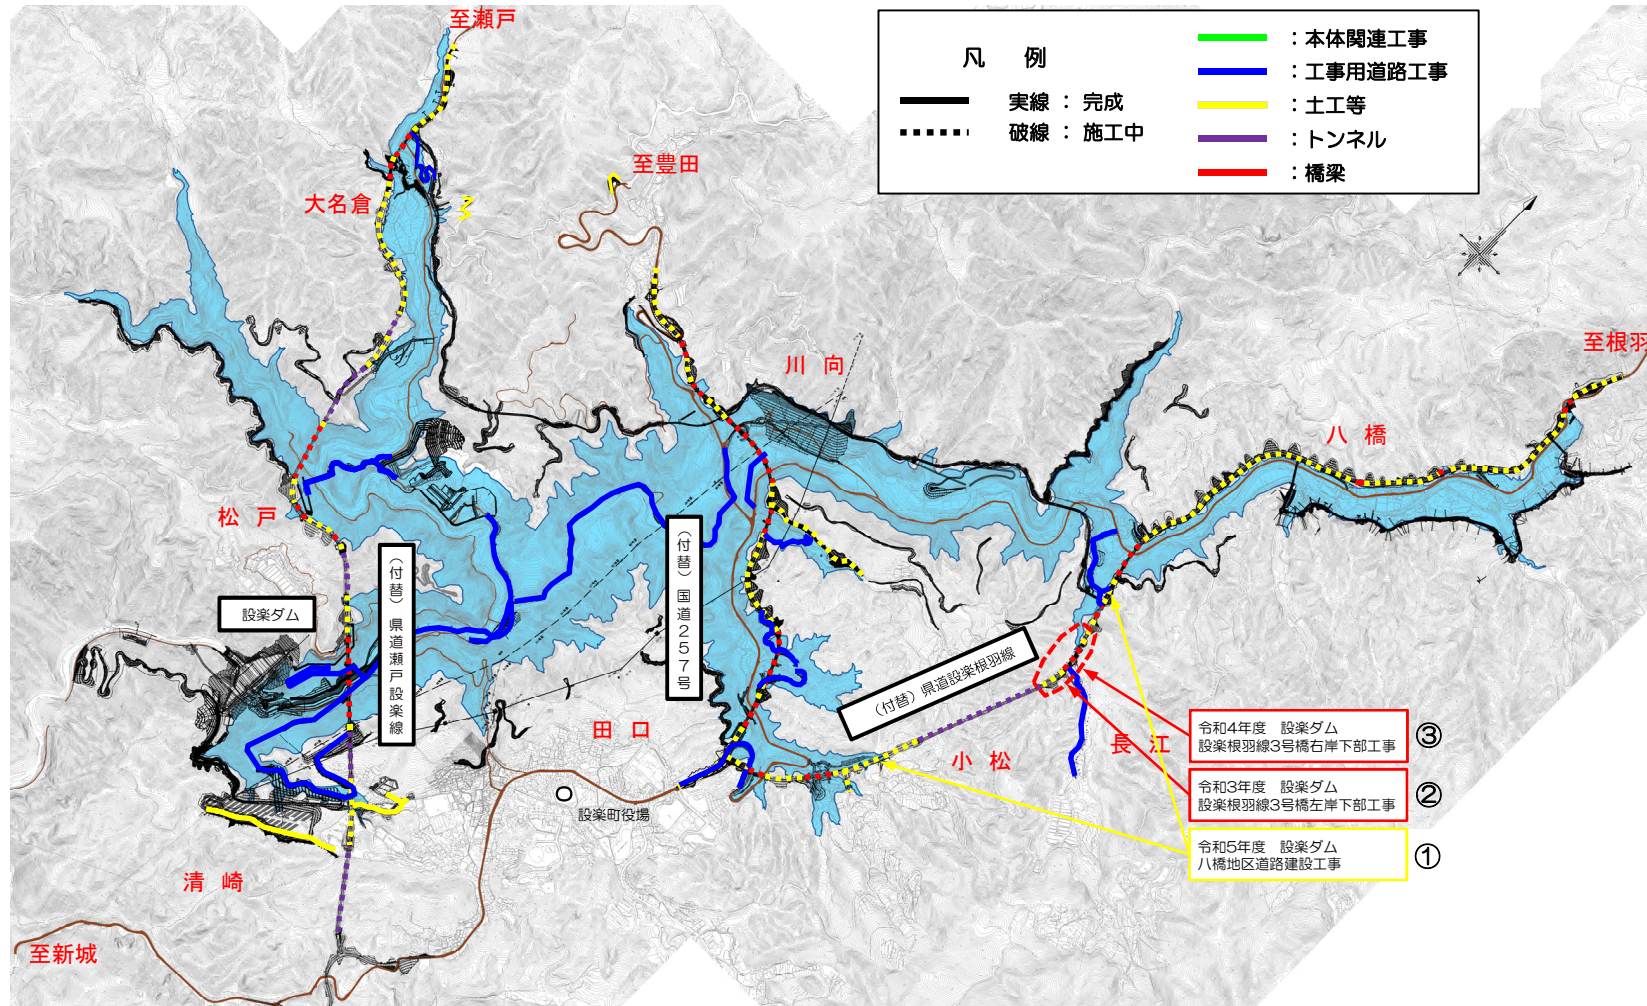 至瀬戸
凡 例
実線 ： 完成
破線 ： 施工中
：本体関連工事
：工事用道路工事
：土工等
：トンネル
：橋梁
至豊田
大名倉
川 向
至根羽
八 橋
松 戸
設楽ダム
（付替）県道瀬戸設楽線
（付替）国道２５７号
（付替）県道設楽根羽線
田 口
小 松
長 江
設楽町役場
令和4年度　設楽ダム
設楽根羽線3号橋右岸下部工事
③
令和3年度　設楽ダム
設楽根羽線3号橋左岸下部工事
②
令和5年度　設楽ダム
八橋地区道路建設工事
①
清 崎
至新城